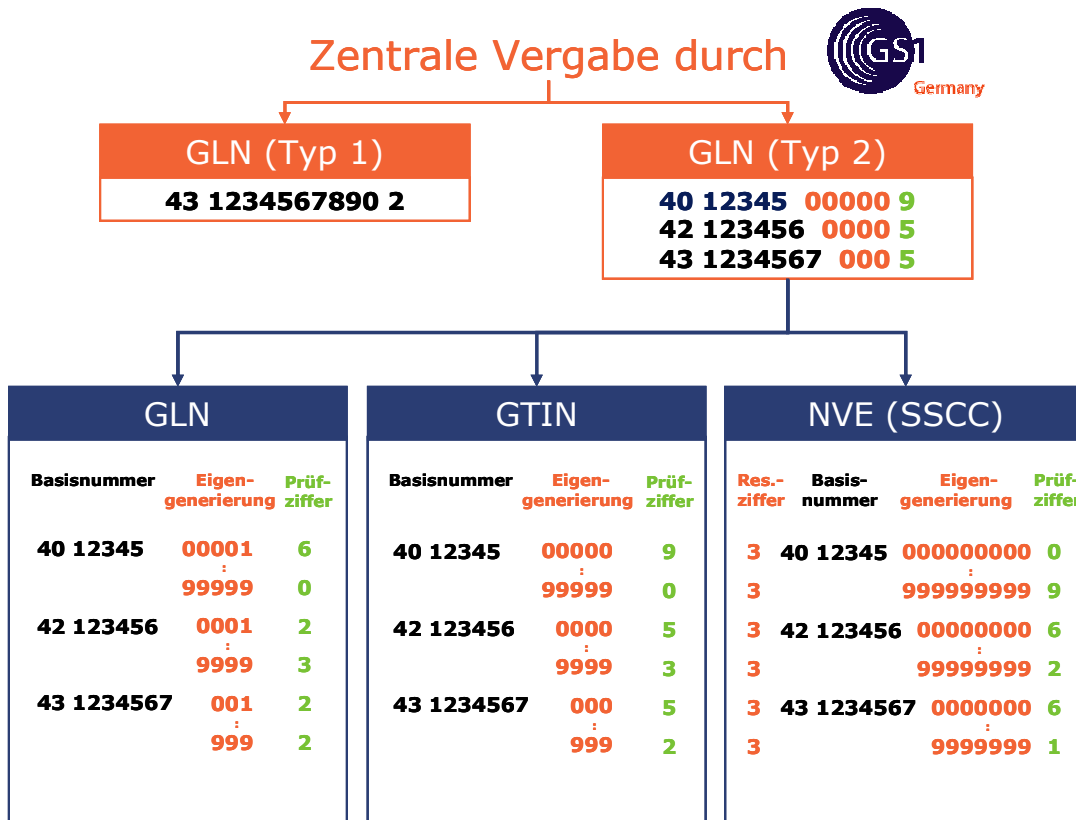 Zentrale Vergabe durch
GS1
Germany
GLN (Typ 1)
43 1234567890 2
GLN (Typ 2)
40 12345 00000 9
42 123456 0000 5
43 1234567 000 5
GLN
Basisnummer Eigen- Prüf-
generierung ziffer
40 12345 00001 6
:
99999 0
42 123456 0001 2
:
9999 3
43 1234567 001 2
:
999 2
GTIN
Basisnummer Eigen- Prüf-
generierung ziffer
40 12345 00000 9
:
99999 0
42 123456 0000 5
:
9999 3
43 1234567 000 5
:
999 2
NVE (SSCC)
Res.- Basis- Eigen- Prüf-
ziffer nummer generierung ziffer
3 40 12345 000000000 0
:
3 999999999 9
3 42 123456 00000000 6
:
3 99999999 2
3 43 1234567 0000000 6
:
3 9999999 1